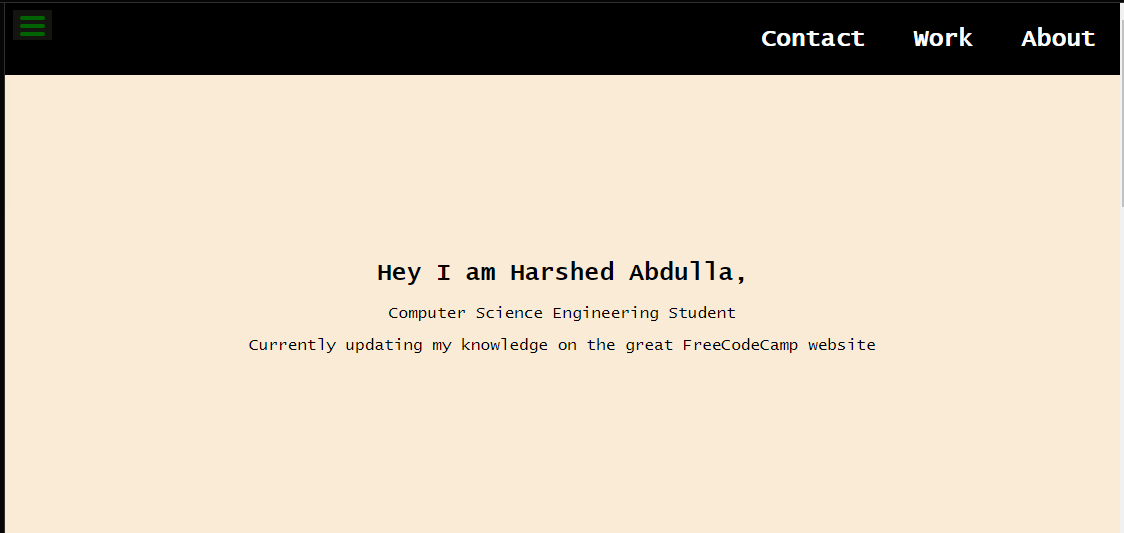 Contact Work About
Hey I am Harshed Abdulla,
Computer Science Engineering Student
Currently updating my knowledge on the great FreeCodeCamp website